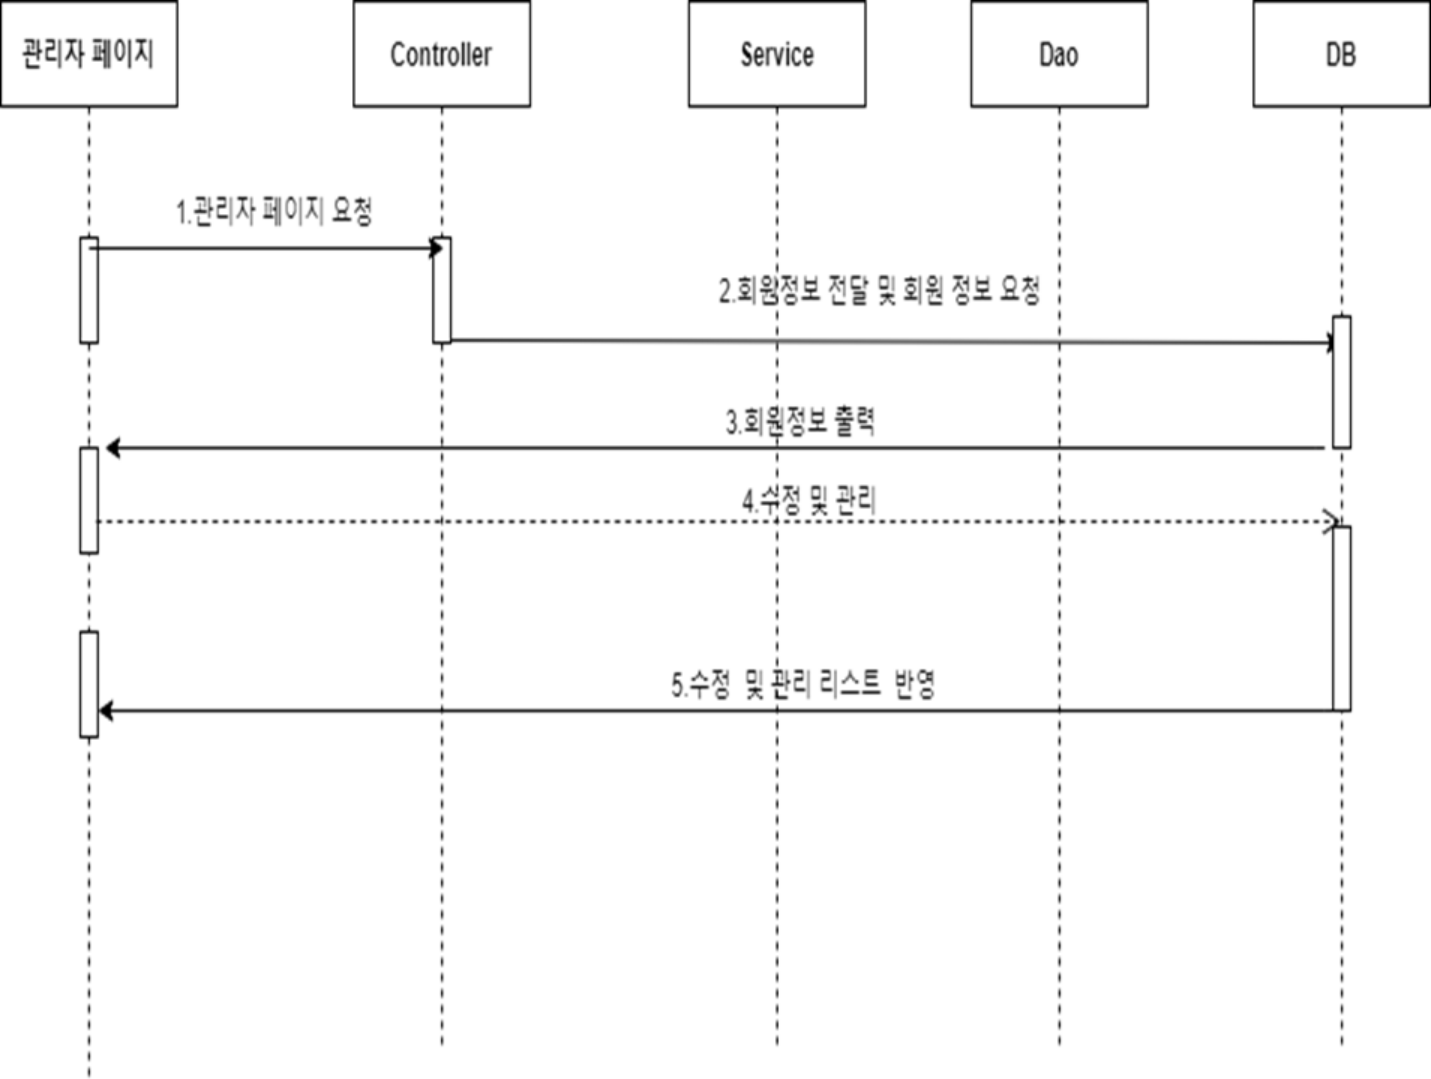 관리자 페이지
Controller
Service
Dao
DB
1.관리자 페이지 요청
2.회원정보 전달 및 회원 정보 요청
3.회원정보 출력
4.수정 및 관리
5.수정 및 관리 리스트 반영